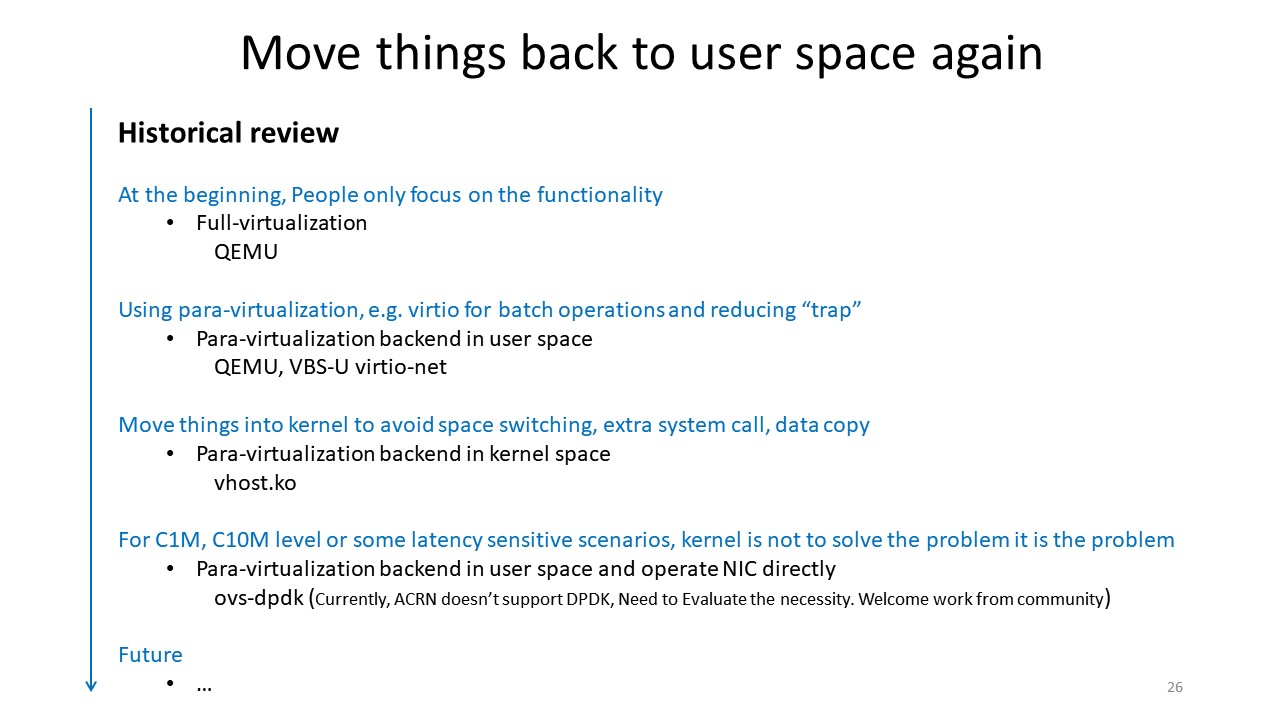 Move things back to user space again
Historical review
At the beginning, People only focus on the functionality
• Full-virtualization
QEMU
Using para-virtualization, e.g. virtio for batch operations and reducing “trap”
• Para-virtualization backend in user space
QEMU, VBS-U virtio-net
Move things into kernel to avoid space switching, extra system call, data copy
• Para-virtualization backend in kernel space
vhost.ko
For C1M, C10M level or some latency sensitive scenarios, kernel is not to solve the problem it is the problem
• Para-virtualization backend in user space and operate NIC directly
ovs-dpdk (Currently, ACRN doesn’t support DPDK, Need to Evaluate the necessity. Welcome work from community)
Future
• ...
26